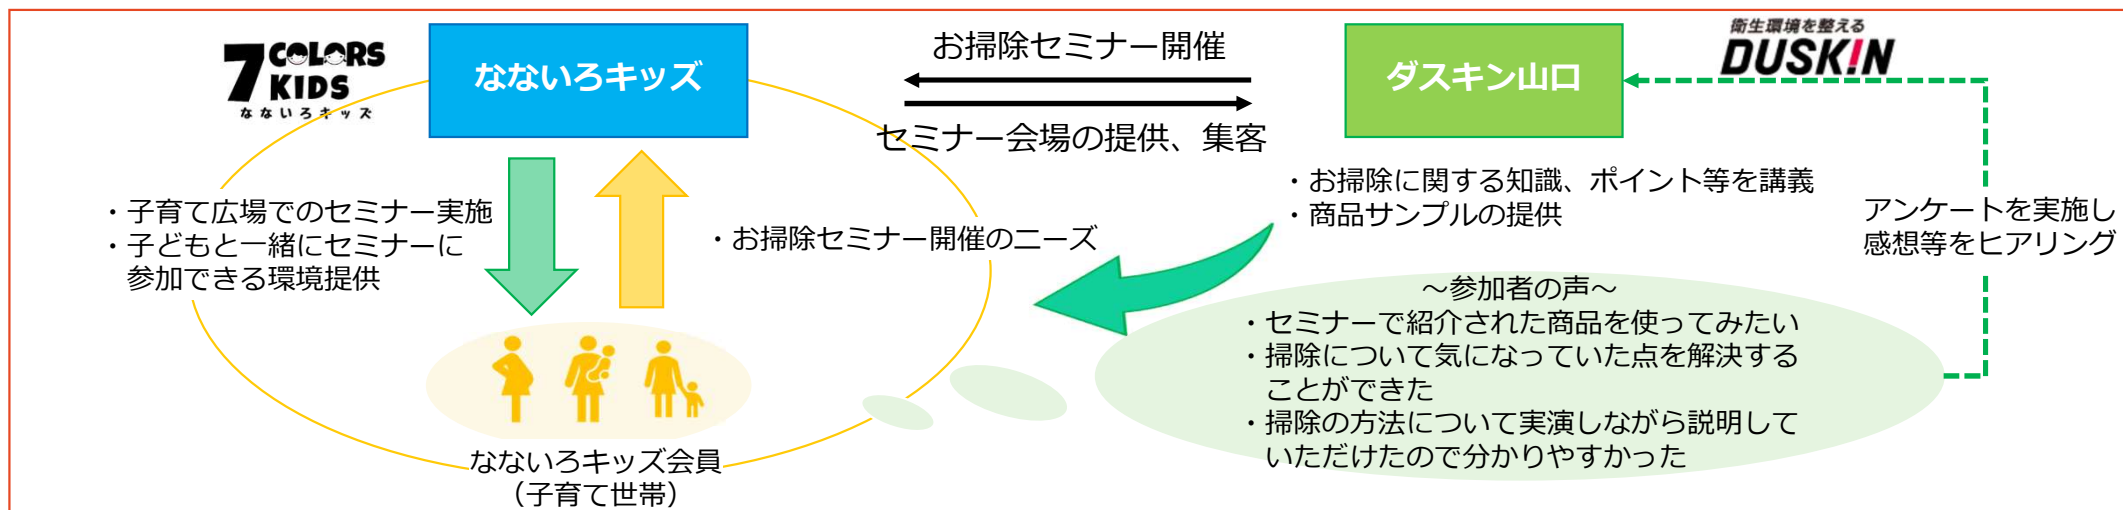 7 COLORS
KIDS
なないろキッズ
なないろキッズ
お掃除セミナー開催
セミナー会場の提供、集客
ダスキン山口
衛生環境を整える
DUSK!N
・子育て広場でのセミナー実施
・子どもと一緒にセミナーに
参加できる環境提供
・お掃除セミナー開催のニーズ
・お掃除に関する知識、ポイント等を講義
・商品サンプルの提供
アンケートを実施し
感想等をヒアリング
～参加者の声～
・セミナーで紹介された商品を使ってみたい
・掃除について気になっていた点を解決する
ことができた
・掃除の方法について実演しながら説明して
いただけたので分かりやすかった
なないろキッズ会員
（子育て世帯）